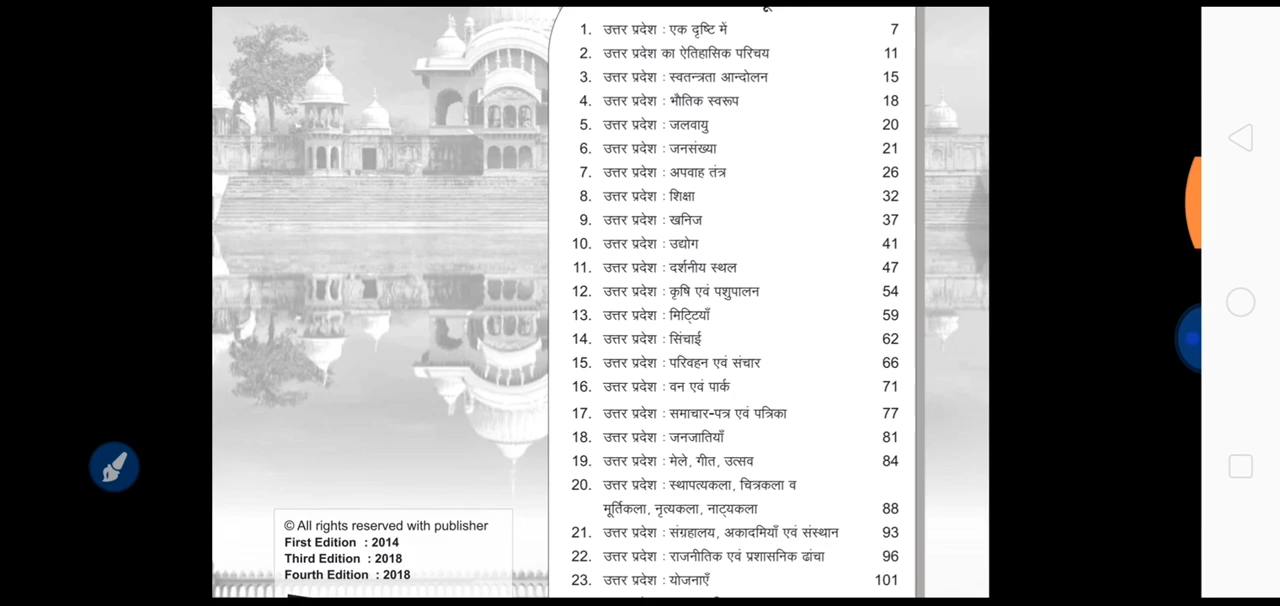 1. उत्तर प्रदेश : एक दृष्टि में 7
2. उत्तर प्रदेश का ऐतिहासिक परिचय 11
3. उत्तर प्रदेश : स्वतन्त्रता आन्दोलन 15
4. उत्तर प्रदेश : भौतिक स्वरूप 18
5. उत्तर प्रदेश : जलवायु 20
6. उत्तर प्रदेश : जनसंख्या 21
7. उत्तर प्रदेश : अपवाह तंत्र 26
8. उत्तर प्रदेश : शिक्षा 32
9. उत्तर प्रदेश : खनिज 37
10. उत्तर प्रदेश : उद्योग 41
11. उत्तर प्रदेश : दर्शनीय स्थल 47
12. उत्तर प्रदेश : कृषि एवं पशुपालन 54
13. उत्तर प्रदेश : मिट्टियाँ 59
14. उत्तर प्रदेश : सिंचाई 62
15. उत्तर प्रदेश : परिवहन एवं संचार 66
16. उत्तर प्रदेश : वन एवं पार्क 71
17. उत्तर प्रदेश : समाचार-पत्र एवं पत्रिका 77
18. उत्तर प्रदेश : जनजातियाँ 81
19. उत्तर प्रदेश : मेले, गीत, उत्सव 84
20. उत्तर प्रदेश : स्थापत्यकला, चित्रकला व
मूर्तिकला, नृत्यकला, नाट्यकला 88
21. उत्तर प्रदेश : संग्रहालय, अकादमियाँ एवं संस्थान 93
22. उत्तर प्रदेश : राजनीतिक एवं प्रशासनिक ढांचा 96
23. उत्तर प्रदेश : योजनाएँ 101
© All rights reserved with publisher
First Edition : 2014
Third Edition : 2018
Fourth Edition : 2018